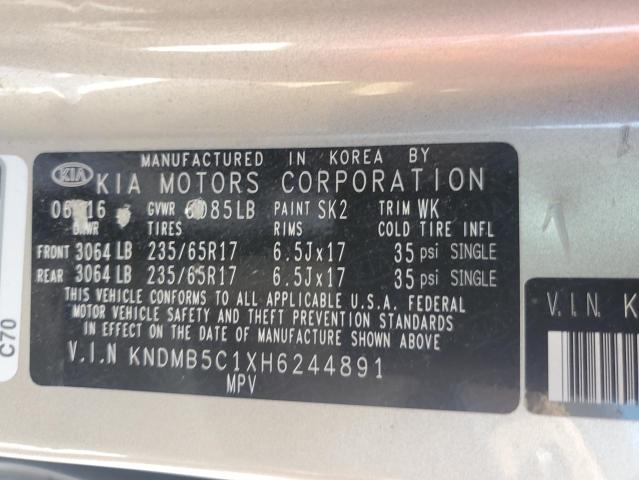 MANUFACTURED IN KOREA BY
KIA KIA MOTORS CORPORATION
16 GVWR 6085LB PAINT SK2 TRIM WK
TIRES RIMS COLD TIRE INFL
FRONT 3064 LB 235/65R17 6.5Jx17 35 psi SINGLE
REAR 3064 LB 235/65R17 6.5Jx17 35 psi SINGLE
THIS VEHICLE CONFORMS TO ALL APPLICABLE U.S.A. FEDERAL
MOTOR VEHICLE SAFETY AND THEFT PREVENTION STANDARDS
IN EFFECT ON THE DATE OF MANUFACTURE SHOWN ABOVE
V.I.N KNDMB5C1XH6244891
MPV
C70
V.I.N. K